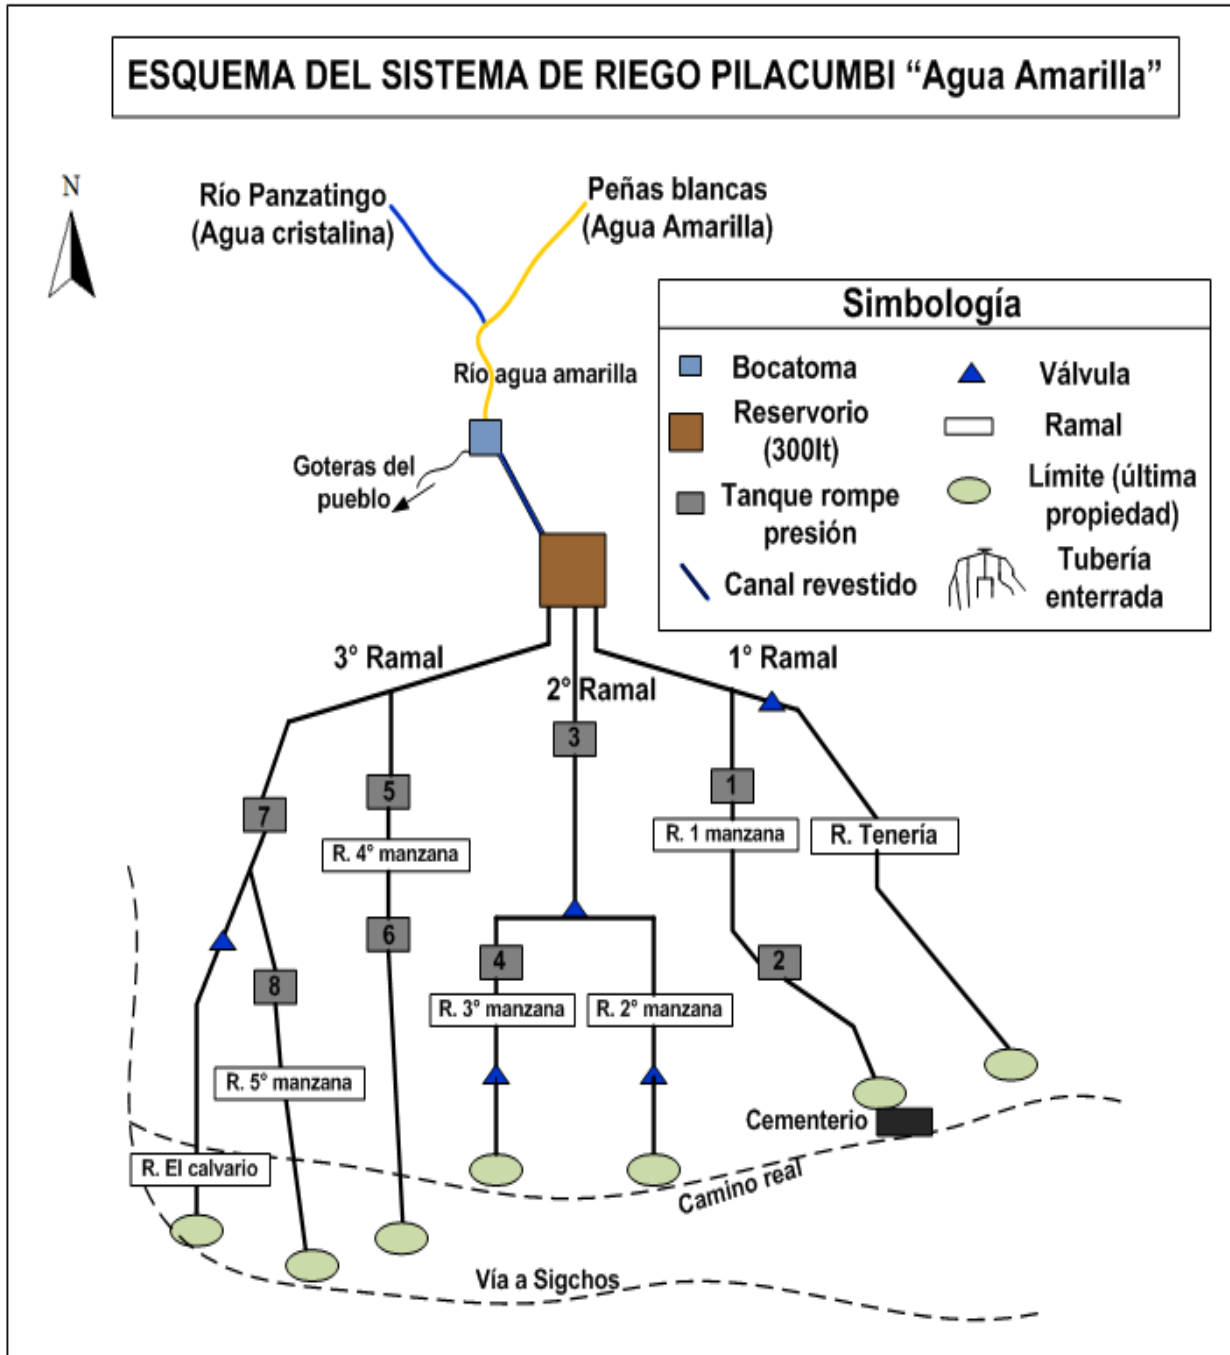 ESQUEMA DEL SISTEMA DE RIEGO PILACUMBI “Agua Amarilla”
N
Río Panzatingo
(Agua cristalina)
Peñas blancas
(Agua Amarilla)
Río agua amarilla
Goteras del
pueblo
Simbología
Bocatoma
Reservorio
(300lt)
Tanque rompe
presión
Canal revestido
Válvula
Ramal
Límite (última
propiedad)
Tubería
enterrada
3° Ramal
2° Ramal
1° Ramal
3
5
1
7
R. 4° manzana
R. 1 manzana
R. Tenería
6
4
2
8
R. 3° manzana
R. 2° manzana
R. 5° manzana
Cementerio
R. El calvario
Camino real
Vía a Sigchos